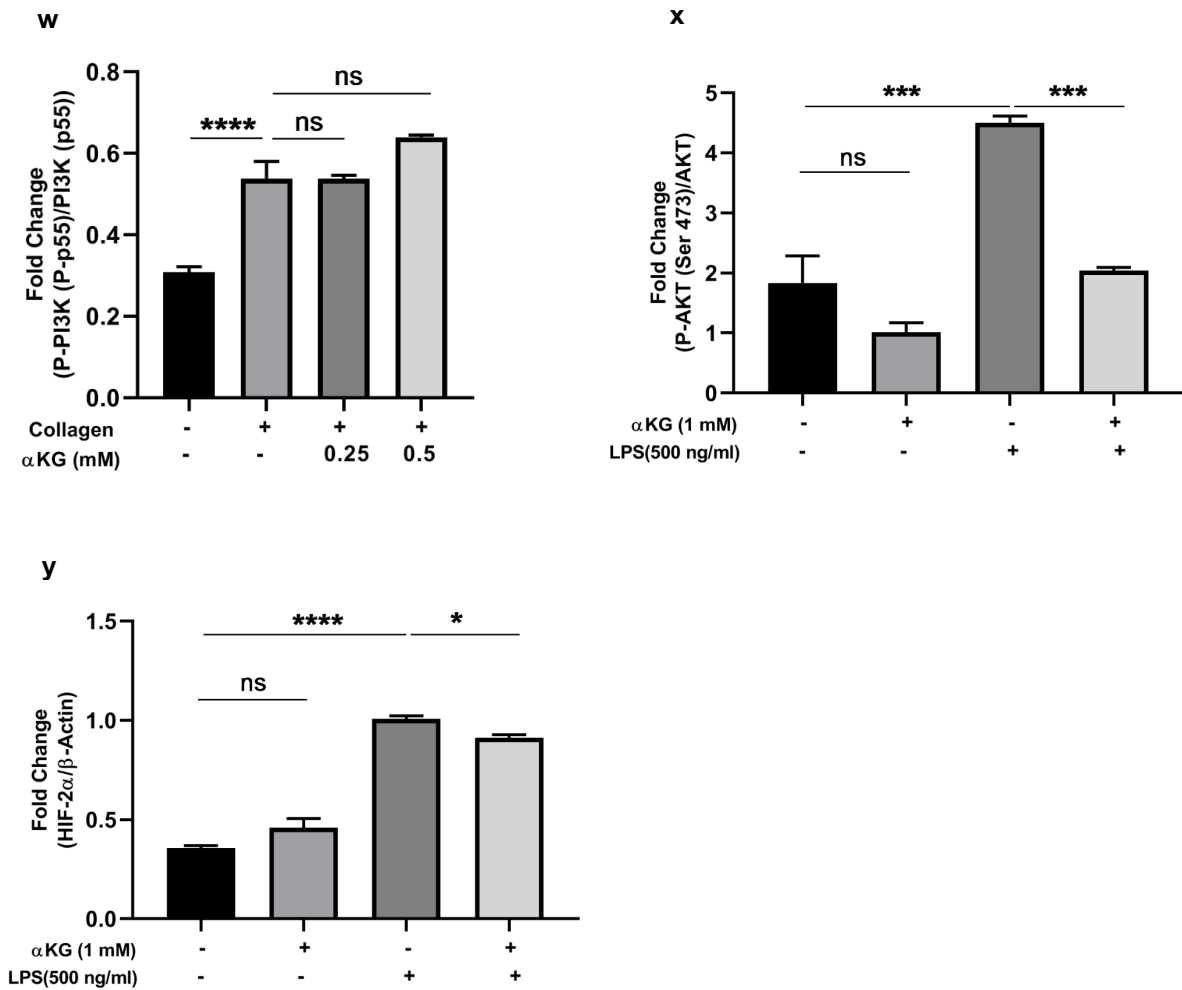 w
Fold Change
(P-PI3K (P-p55)/PI3K (p55))
0.8
0.6
0.4
0.2
0.0
ns
**** ns
Collagen - + + +
αKG (mM) - - 0.25 0.5
x
Fold Change
(P-AKT (Ser 473)/AKT)
5
4
3
2
1
0
*** ***
ns
αKG (1 mM) - + - +
LPS(500 ng/ml) - - + +
y
Fold Change
(HIF-2α/β-Actin)
1.5
1.0
0.5
0.0
**** *
ns
αKG (1 mM) - + - +
LPS(500 ng/ml) - - + +